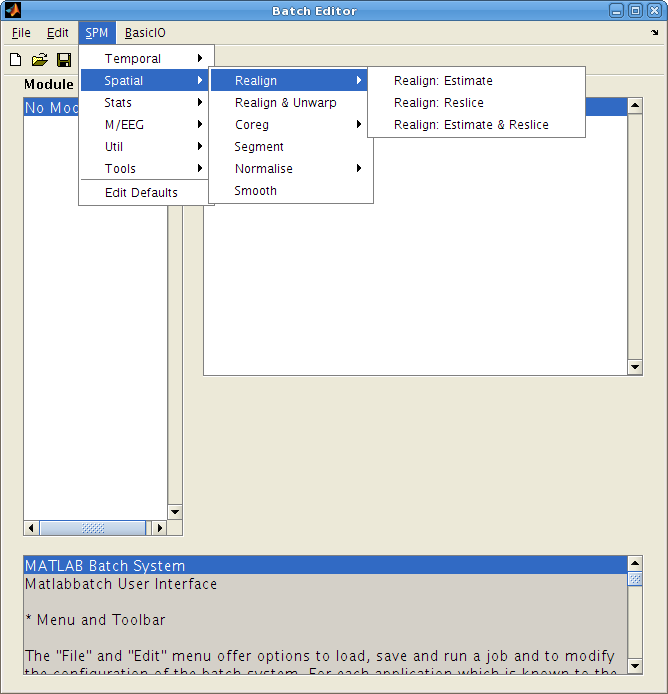 Batch Editor
File Edit SPM BasicIO
Module
No Mod
Temporal
Spatial
Stats
M/EEG
Util
Tools
Edit Defaults
Realign
Realign & Unwarp
Coreg
Segment
Normalise
Smooth
Realign: Estimate
Realign: Reslice
Realign: Estimate & Reslice
MATLAB Batch System
Matlabbatch User Interface
* Menu and Toolbar
The "File" and "Edit" menu offer options to load, save and run a job and to modify
the configuration of the batch system. For each application which is known to the